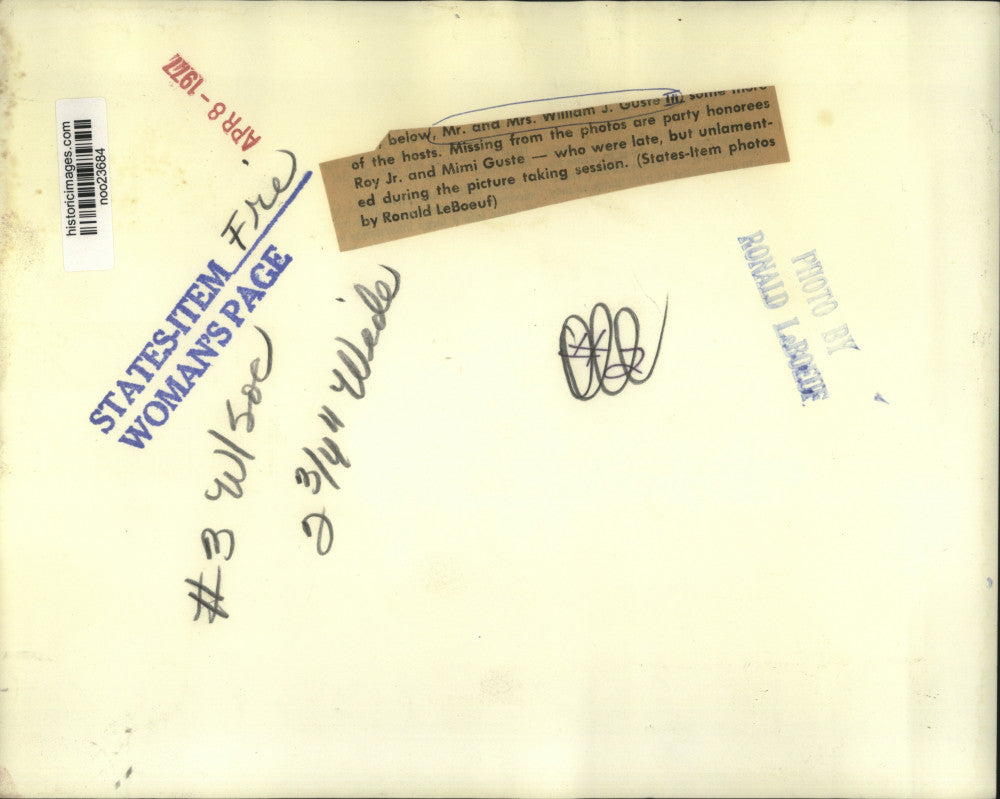 historicimages.com
noo23684
APR 8 - 1977
below, Mr. and Mrs. William J. Guste III, some more
of the hosts. Missing from the photos are party honorees
Roy Jr. and Mimi Guste — who were late, but unlament-
ed during the picture taking session. (States-Item photos
by Ronald LeBoeuf)
STATES-ITEM Fri
WOMAN'S PAGE
#3 W/Soc
2 3/4" Wide
PHOTO BY
RONALD LeBOEUF